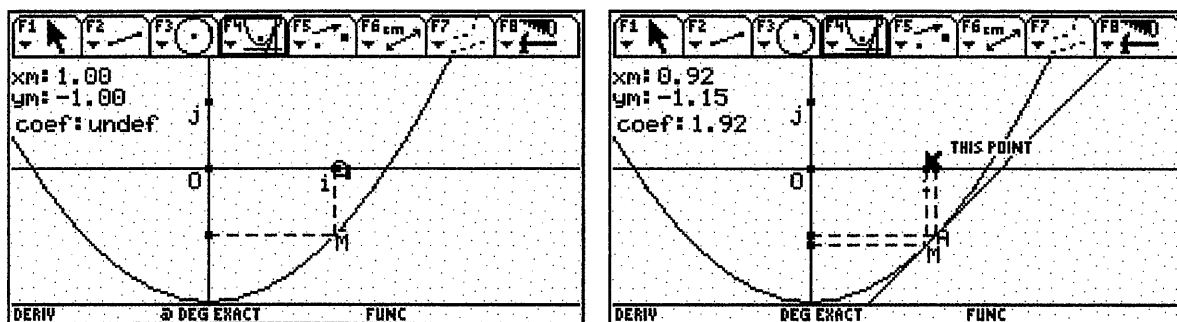 F1 F2 F3 F4 F5 F6 cm F7 F8
xm: 1.00
ym: -1.00
coef: undef
j
O
i
M
DERIV DEG EXACT FUNC
F1 F2 F3 F4 F5 F6 cm F7 F8
xm: 0.92
ym: -1.15
coef: 1.92
j
THIS POINT
O
A
M
DERIV DEG EXACT FUNC